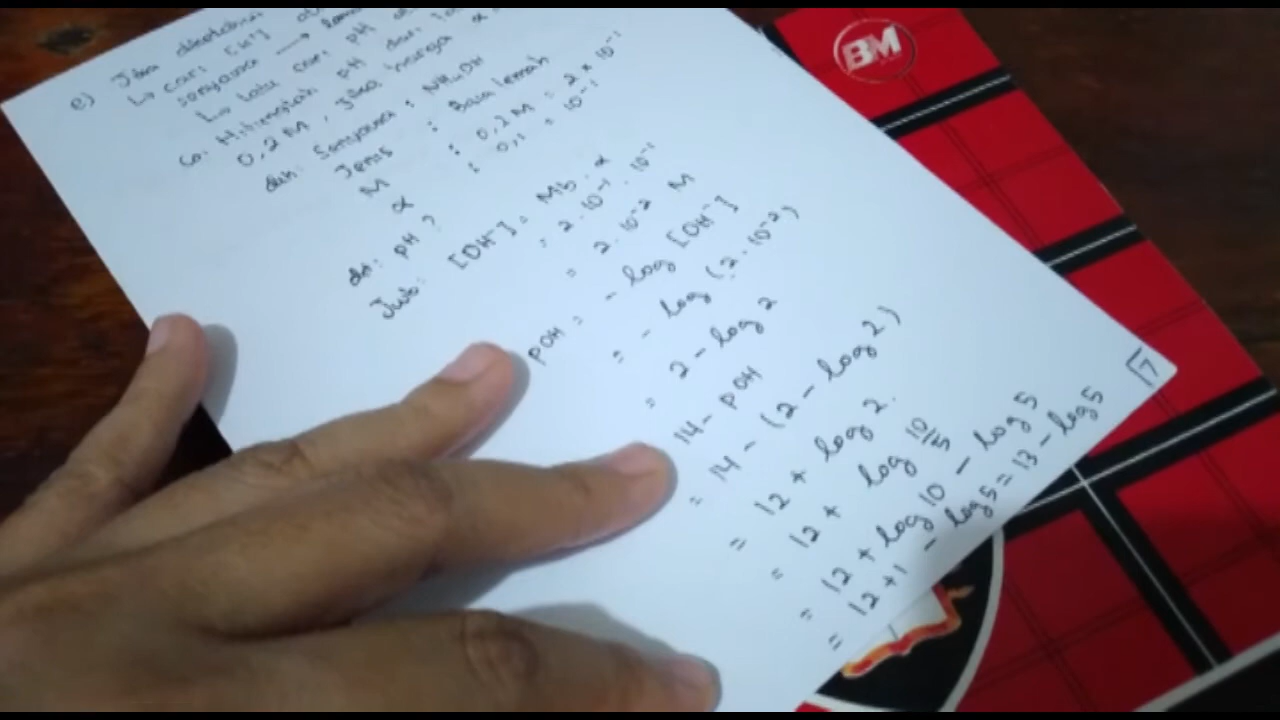 e) Jika diketahui
↳ cari [H⁺]
senyawa →
↳ lalu cari pH
Co. Hitunglah pH dari
0,2 M, jika harga α
dik: Senyawa : NH₄OH
Jenis : Basa lemah
M : 0,2 M = 2 × 10⁻¹
α : 0,1 = 10⁻¹
dit: pH ?
Jwb: [OH⁻] = Mb . α
= 2 . 10⁻¹ . 10⁻¹
= 2 . 10⁻² M
pOH = - log [OH⁻]
= - log (2 . 10⁻²)
= 2 - log 2
14 - pOH
= 14 - (2 - log 2)
= 12 + log 2
= 12 + log 10/5
= 12 + log 10 - log 5
= 12 + 1 - log 5 = 13 - log 5
7
BM